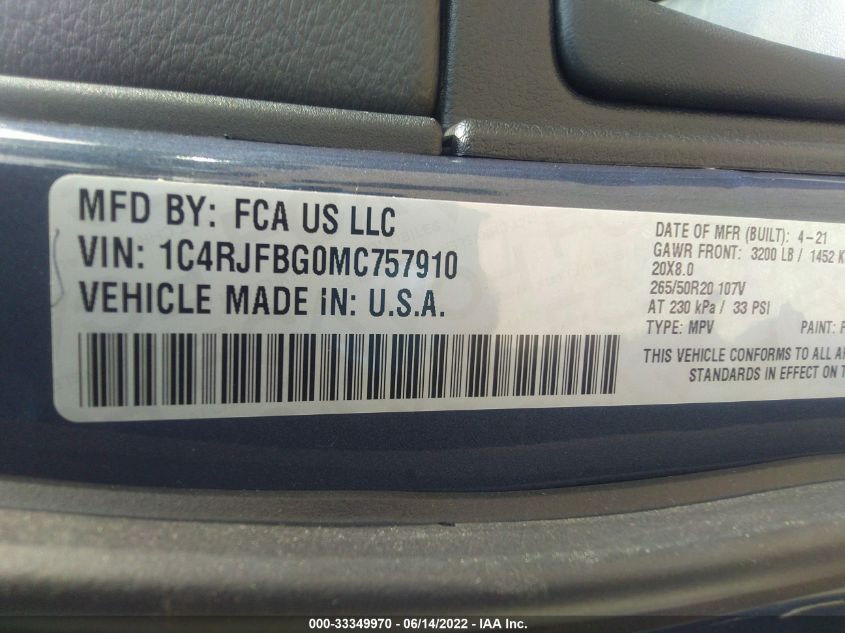 MFD BY: FCA US LLC
VIN: 1C4RJFBG0MC757910
VEHICLE MADE iN: U.S.A.
DATE OF MFR (BUILT): 4-21
GAWR FRONT: 3200 LB / 1452 K
20X8.0
265/50R20 107V
AT 230 kPa / 33 PSI
TYPE: MPV PAINT:
THIS VEHICLE CONFORMS TO ALL
STANDARDS IN EFFECT ON
000-33349970 - 06/14/2022 - IAA Inc.